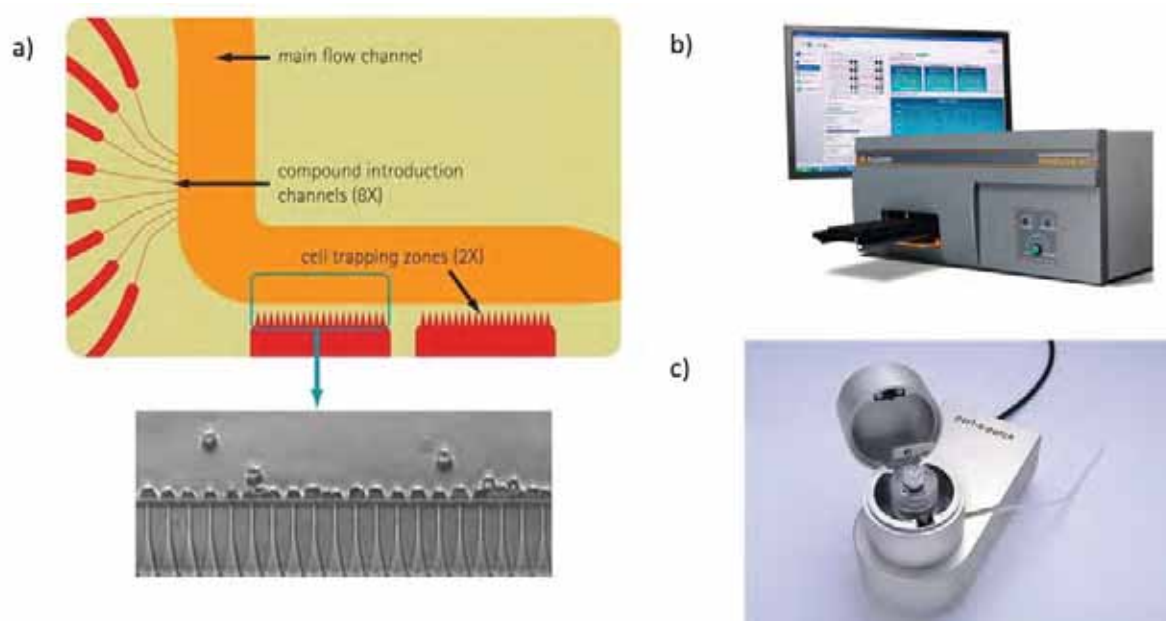 a)
main flow channel
compound introduction
channels (8X)
cell trapping zones (2X)
b)
c)
port-a-patch